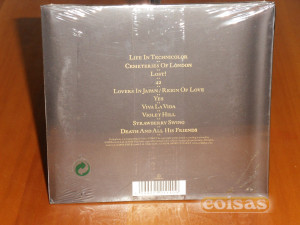 Life In Technicolor
Cemeteries Of London
Lost!
42
Lovers In Japan / Reign Of Love
Yes
Viva La Vida
Violet Hill
Strawberry Swing
Death And All His Friends
coisas